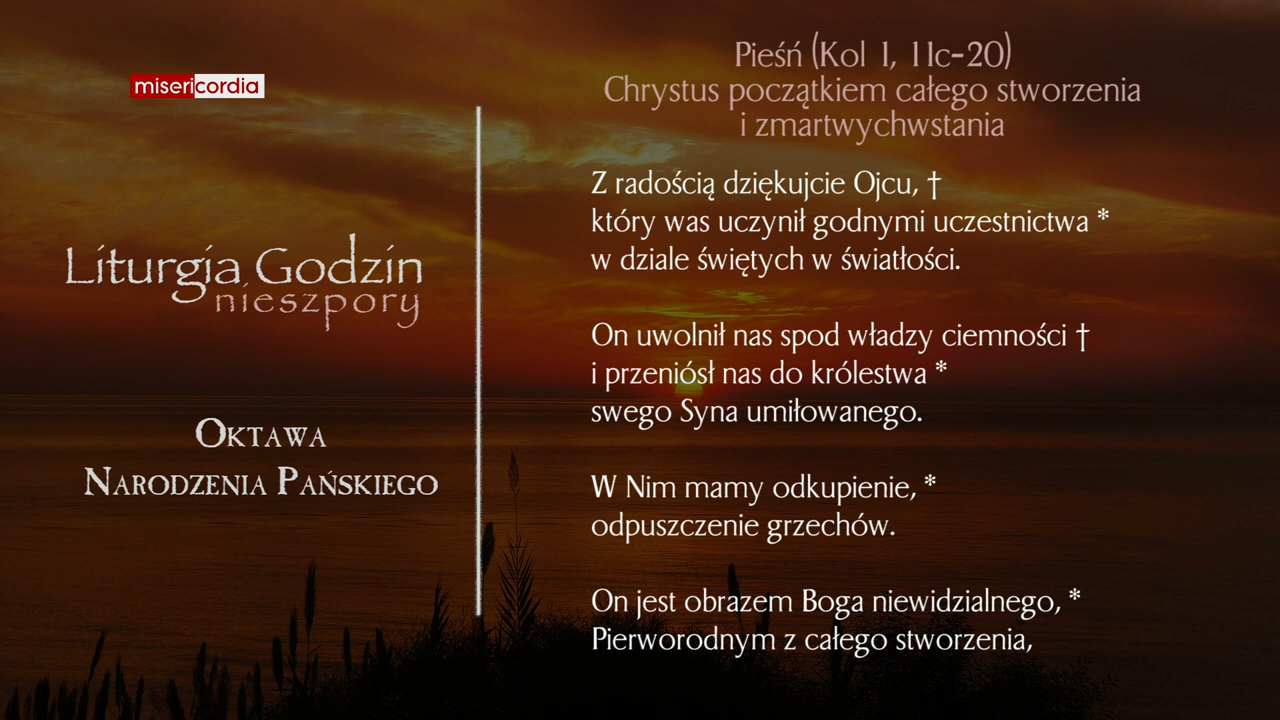 misericordia
Liturgia Godzin
nieszpory
Oktawa
Narodzenia Pańskiego
Pieśń (Kol 1, 11c-20)
Chrystus początkiem całego stworzenia
i zmartwychwstania
Z radością dziękujcie Ojcu, †
który was uczynił godnymi uczestnictwa *
w dziale świętych w światłości.
On uwolnił nas spod władzy ciemności †
i przeniósł nas do królestwa *
swego Syna umiłowanego.
W Nim mamy odkupienie, *
odpuszczenie grzechów.
On jest obrazem Boga niewidzialnego, *
Pierworodnym z całego stworzenia,